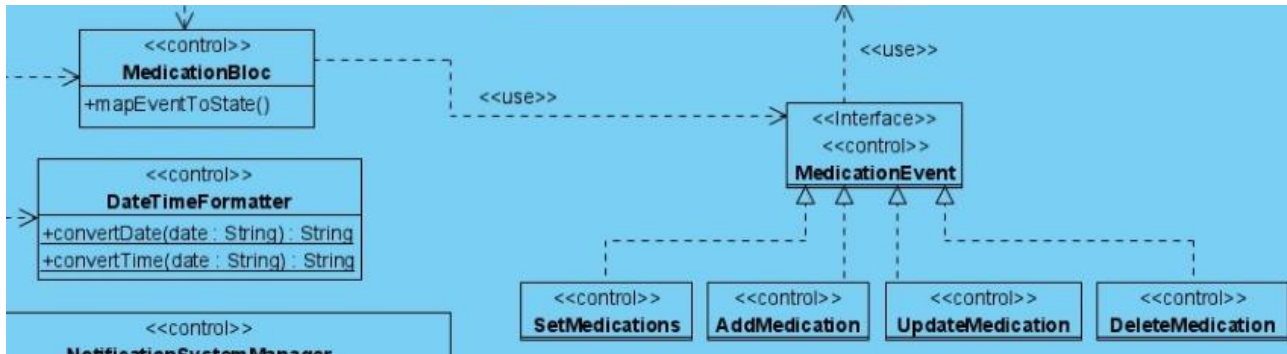 <<control>>
MedicationBloc
+mapEventToState()
<<use>>
<<use>>
<<Interface>>
<<control>>
MedicationEvent
<<control>>
DateTimeFormatter
+convertDate(date : String) : String
+convertTime(date : String) : String
<<control>>
SetMedications
<<control>>
AddMedication
<<control>>
UpdateMedication
<<control>>
DeleteMedication
<<control>>
NotificationSystemManager